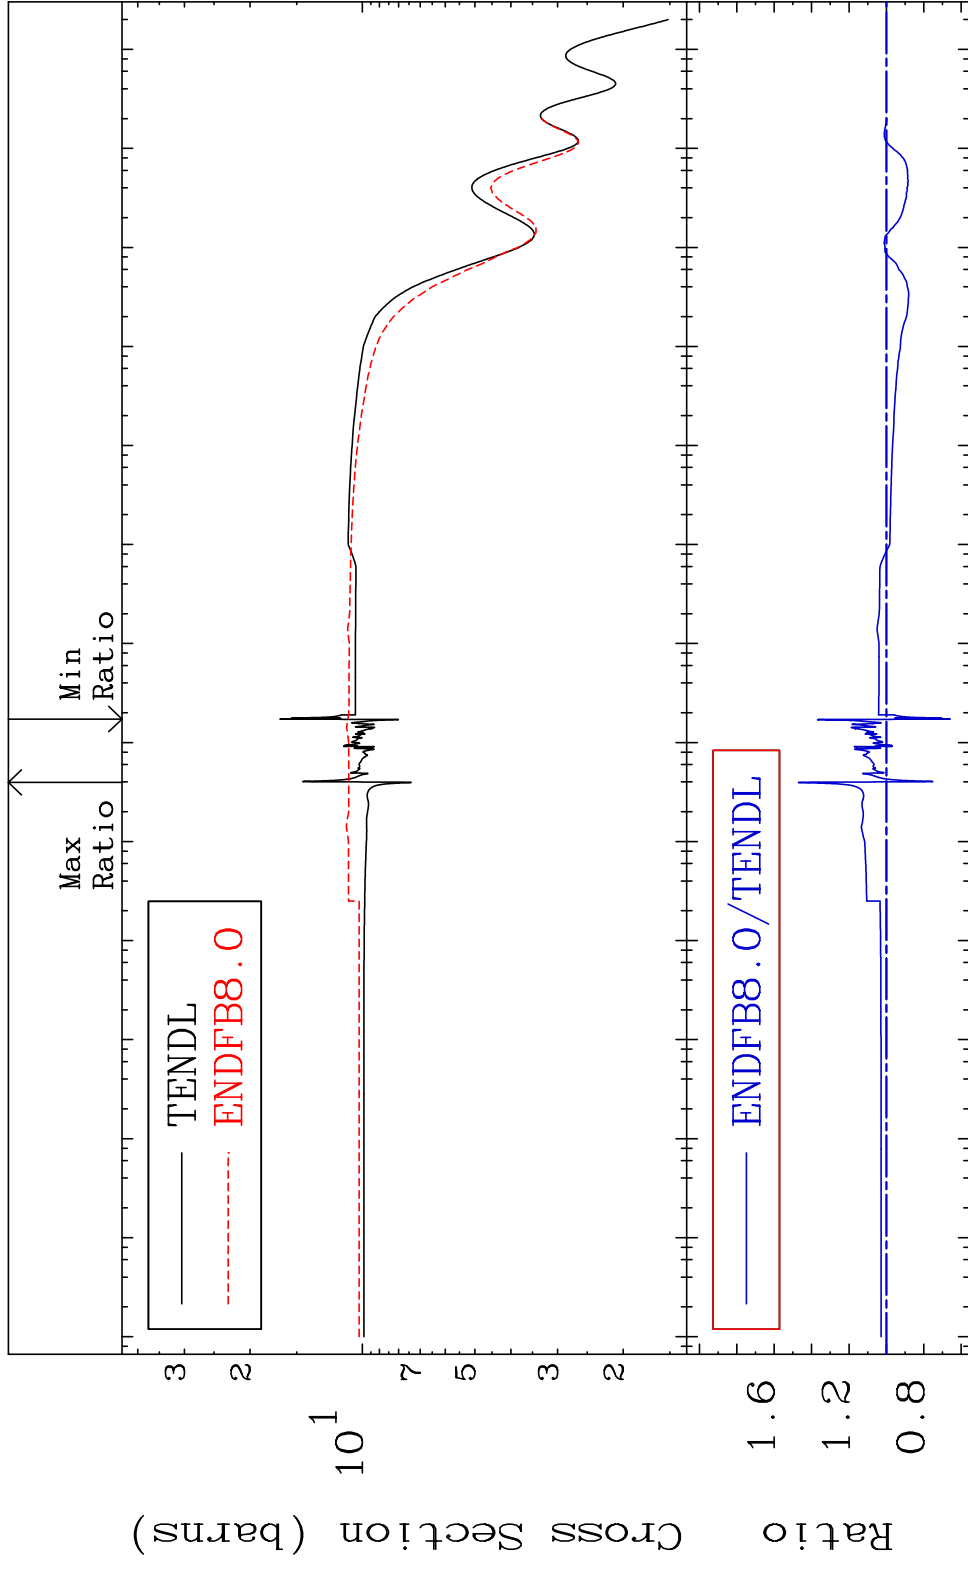 Max
Ratio
Min
Ratio
TENDL
ENDFB8.0
3
2
10 1
7
5
3
2
Cross Section (barns)
ENDFB8.0/TENDL
1.6
1.2
0.8
Ratio